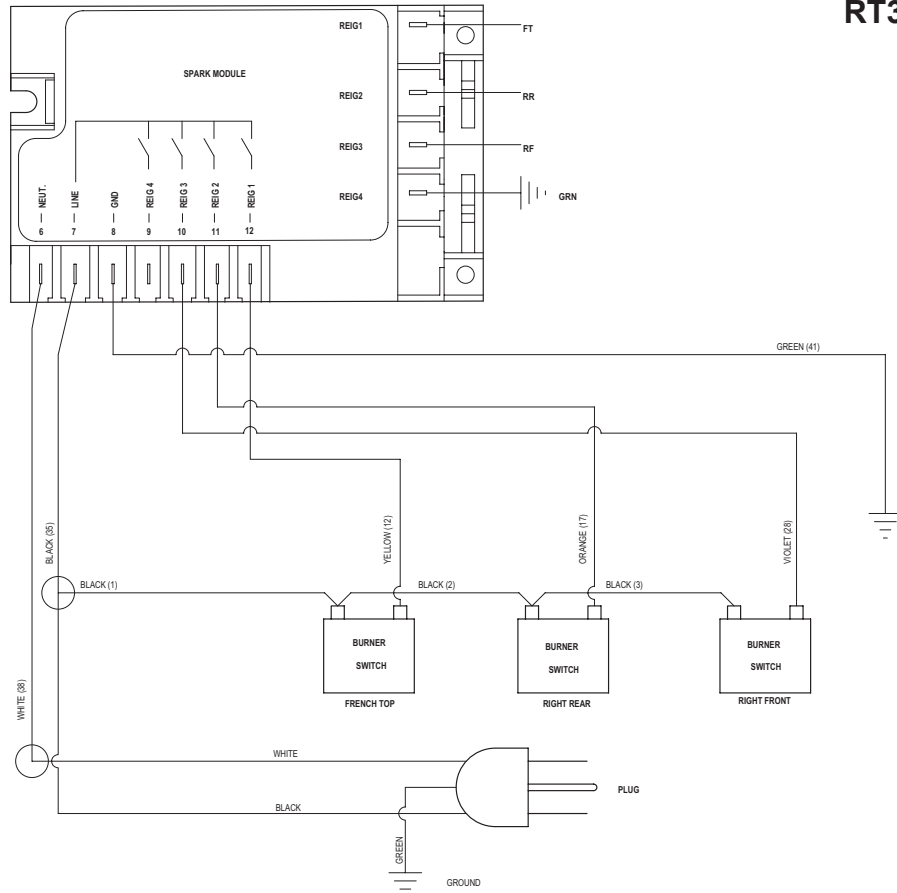 RT3
REIG1
FT
SPARK MODULE
REIG2
RR
REIG3
RF
REIG4
GRN
NEUT.
LINE
GND
REIG 4
REIG 3
REIG 2
REIG 1
6
7
8
9
10
11
12
GREEN (41)
BLACK (35)
YELLOW (12)
ORANGE (17)
VIOLET (28)
BLACK (1)
BLACK (2)
BLACK (3)
BURNER
SWITCH
BURNER
SWITCH
BURNER
SWITCH
FRENCH TOP
RIGHT REAR
RIGHT FRONT
WHITE (38)
WHITE
PLUG
BLACK
GREEN
GROUND